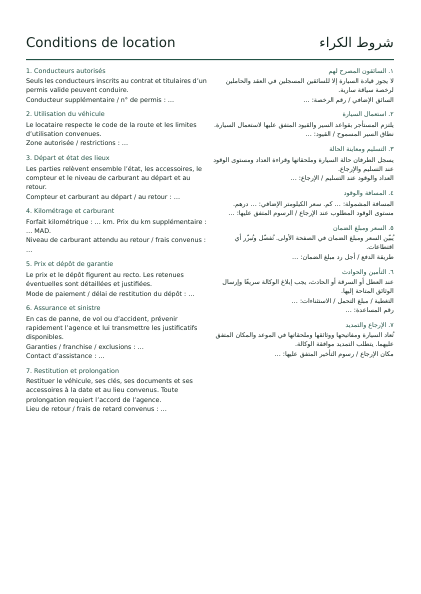 Conditions de location
شروط الكراء
1. Conducteurs autorisés
Seuls les conducteurs inscrits au contrat et titulaires d'un
permis valide peuvent conduire.
Conducteur supplémentaire / n° de permis : ...
2. Utilisation du véhicule
Le locataire respecte le code de la route et les limites
d'utilisation convenues.
Zone autorisée / restrictions : ...
3. Départ et état des lieux
Les parties relèvent ensemble l'état, les accessoires, le
compteur et le niveau de carburant au départ et au
retour.
Compteur et carburant au départ / au retour : ...
4. Kilométrage et carburant
Forfait kilométrique : ... km. Prix du km supplémentaire :
... MAD.
Niveau de carburant attendu au retour / frais convenus :
...
5. Prix et dépôt de garantie
Le prix et le dépôt figurent au recto. Les retenues
éventuelles sont détaillées et justifiées.
Mode de paiement / délai de restitution du dépôt : ...
6. Assurance et sinistre
En cas de panne, de vol ou d'accident, prévenir
rapidement l'agence et lui transmettre les justificatifs
disponibles.
Garanties / franchise / exclusions : ...
Contact d'assistance : ...
7. Restitution et prolongation
Restituer le véhicule, ses clés, ses documents et ses
accessoires à la date et au lieu convenus. Toute
prolongation requiert l'accord de l'agence.
Lieu de retour / frais de retard convenus : ...
١. السائقون المصرح لهم
لا يجوز قيادة السيارة إلا للسائقين المسجلين في العقد والحاملين
لرخصة سياقة سارية.
السائق الإضافي / رقم الرخصة: ...
٢. استعمال السيارة
يلتزم المستأجر بقواعد السير والقيود المتفق عليها لاستعمال السيارة.
نطاق السير المسموح / القيود: ...
٣. التسليم ومعاينة الحالة
يسجل الطرفان حالة السيارة وملحقاتها وقراءة العداد ومستوى الوقود
عند التسليم والإرجاع.
العداد والوقود عند التسليم / الإرجاع: ...
٤. المسافة والوقود
المسافة المشمولة: ... كم. سعر الكيلومتر الإضافي: ... درهم.
مستوى الوقود المطلوب عند الإرجاع / الرسوم المتفق عليها: ...
٥. السعر ومبلغ الضمان
يُبيَّن السعر ومبلغ الضمان في الصفحة الأولى. تُفصَّل وتُبرَّر أي
اقتطاعات.
طريقة الدفع / أجل رد مبلغ الضمان: ...
٦. التأمين والحوادث
عند العطل أو السرقة أو الحادث، يجب إبلاغ الوكالة سريعًا وإرسال
الوثائق المتاحة إليها.
التغطية / مبلغ التحمل / الاستثناءات: ...
رقم المساعدة: ...
٧. الإرجاع والتمديد
تُعاد السيارة ومفاتيحها ووثائقها وملحقاتها في الموعد والمكان المتفق
عليهما. يتطلب التمديد موافقة الوكالة.
مكان الإرجاع / رسوم التأخير المتفق عليها: ...